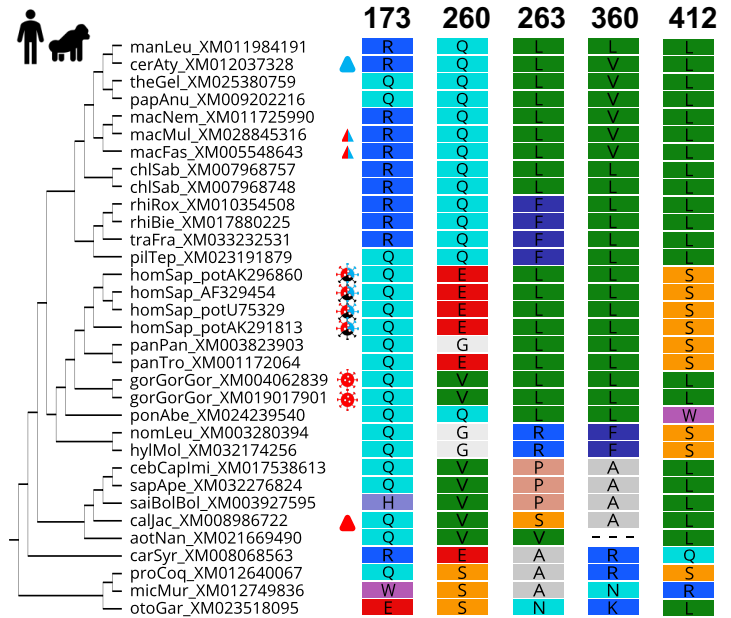 173 260 263 360 412
manLeu_XM011984191 R Q L L L
cerAty_XM012037328 R Q L V L
theGel_XM025380759 Q Q L V L
papAnu_XM009202216 Q Q L V L
macNem_XM011725990 R Q L V L
macMul_XM028845316 R Q L V L
macFas_XM005548643 R Q L V L
chlSab_XM007968757 R Q L L L
chlSab_XM007968748 R Q L L L
rhiRox_XM010354508 R Q F L L
rhiBie_XM017880225 R Q F L L
traFra_XM033232531 R Q F L L
pilTep_XM023191879 Q Q F L L
homSap_potAK296860 Q E L L S
homSap_AF329454 Q E L L S
homSap_potU75329 Q E L L S
homSap_potAK291813 Q E L L S
panPan_XM003823903 Q G L L S
panTro_XM001172064 Q E L L S
gorGorGor_XM004062839 Q V L L L
gorGorGor_XM019017901 Q V L L L
ponAbe_XM024239540 Q Q L L W
nomLeu_XM003280394 Q G R F S
hylMol_XM032174256 Q G R F S
cebCapImi_XM017538613 Q V P A L
sapApe_XM032276824 Q V P A L
saiBolBol_XM003927595 H V P A L
calJac_XM008986722 Q V S A L
aotNan_XM021669490 Q V V --- L
carSyr_XM008068563 R E A R Q
proCoq_XM012640067 Q S A R S
micMur_XM012749836 W S A N R
otoGar_XM023518095 E S N K L